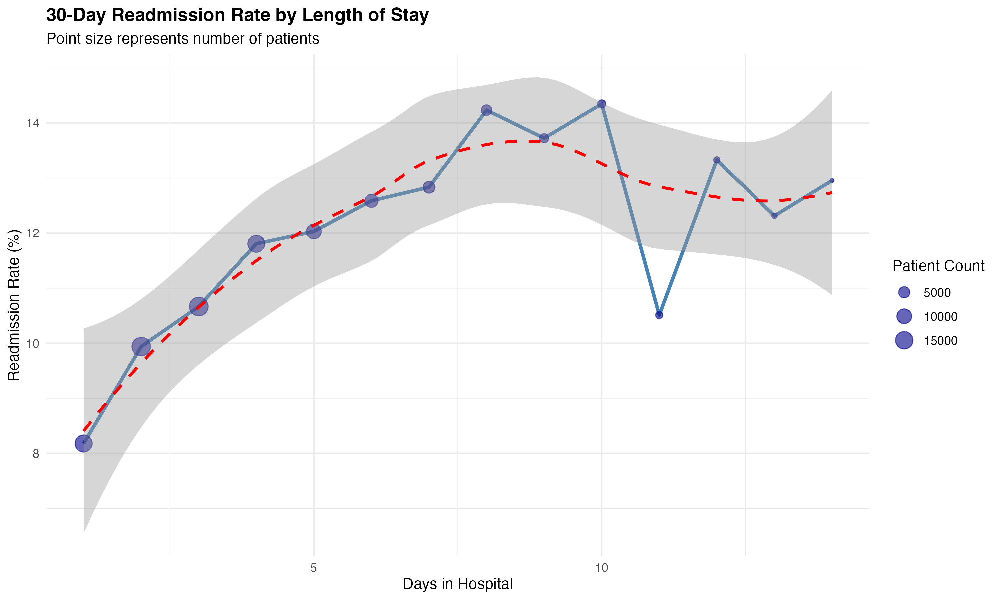 30-Day Readmission Rate by Length of Stay
Point size represents number of patients
14
12
10
8
Readmission Rate (%)
5
10
Days in Hospital
Patient Count
5000
10000
15000